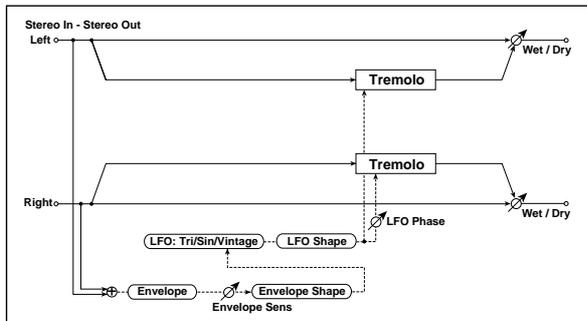 Stereo In - Stereo Out
Left
Wet / Dry
Tremolo
Tremolo
Right
Wet / Dry
LFO Phase
LFO: Tri/Sin/Vintage
LFO Shape
Envelope
Envelope Shape
Envelope Sens